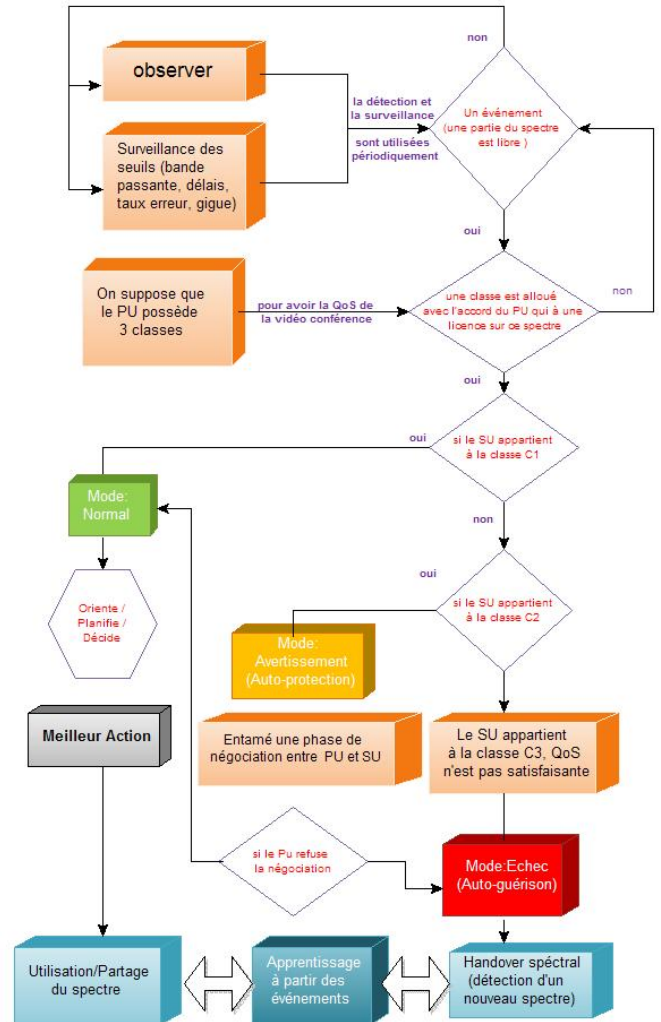 non
observer
la détection et
la surveillance
sont utilisées
périodiquement
Un événement
(une partie du spectre
est libre )
Surveillance des
seuils (bande
passante, délais,
taux erreur, gigue)
oui
On suppose que
le PU possède
3 classes
pour avoir la QoS de
la vidéo conférence
une classe est alloué
avec l'accord du PU qui à une
licence sur ce spectre
non
oui
oui
si le SU appartient
à la classe C1
Mode:
Normal
non
oui
si le SU appartient
à la classe C2
Oriente /
Planifie /
Décide
Mode:
Avertissement
(Auto-protection)
Meilleur Action
Entamé une phase de
négociation entre PU et SU
Le SU appartient
à la classe C3, QoS
n'est pas satisfaisante
si le Pu refuse
la négociation
Mode:Echec
(Auto-guérison)
Utilisation/Partage
du spectre
Apprentissage
à partir des
événements
Handover spéctral
(détection d'un
nouveau spectre)